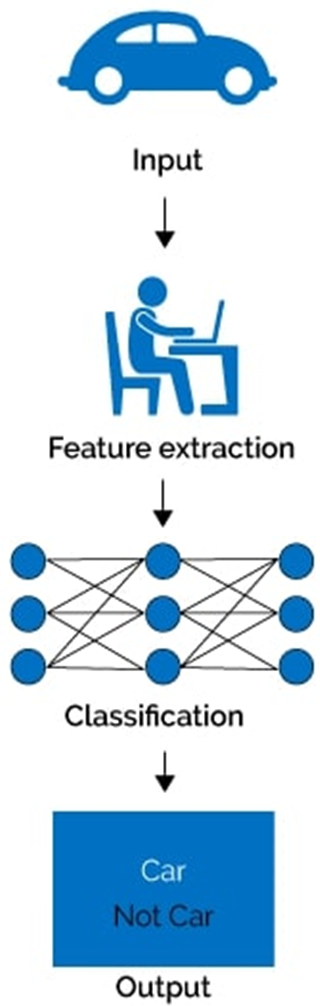 Input
Feature extraction
Classification
Car
Not Car
Output